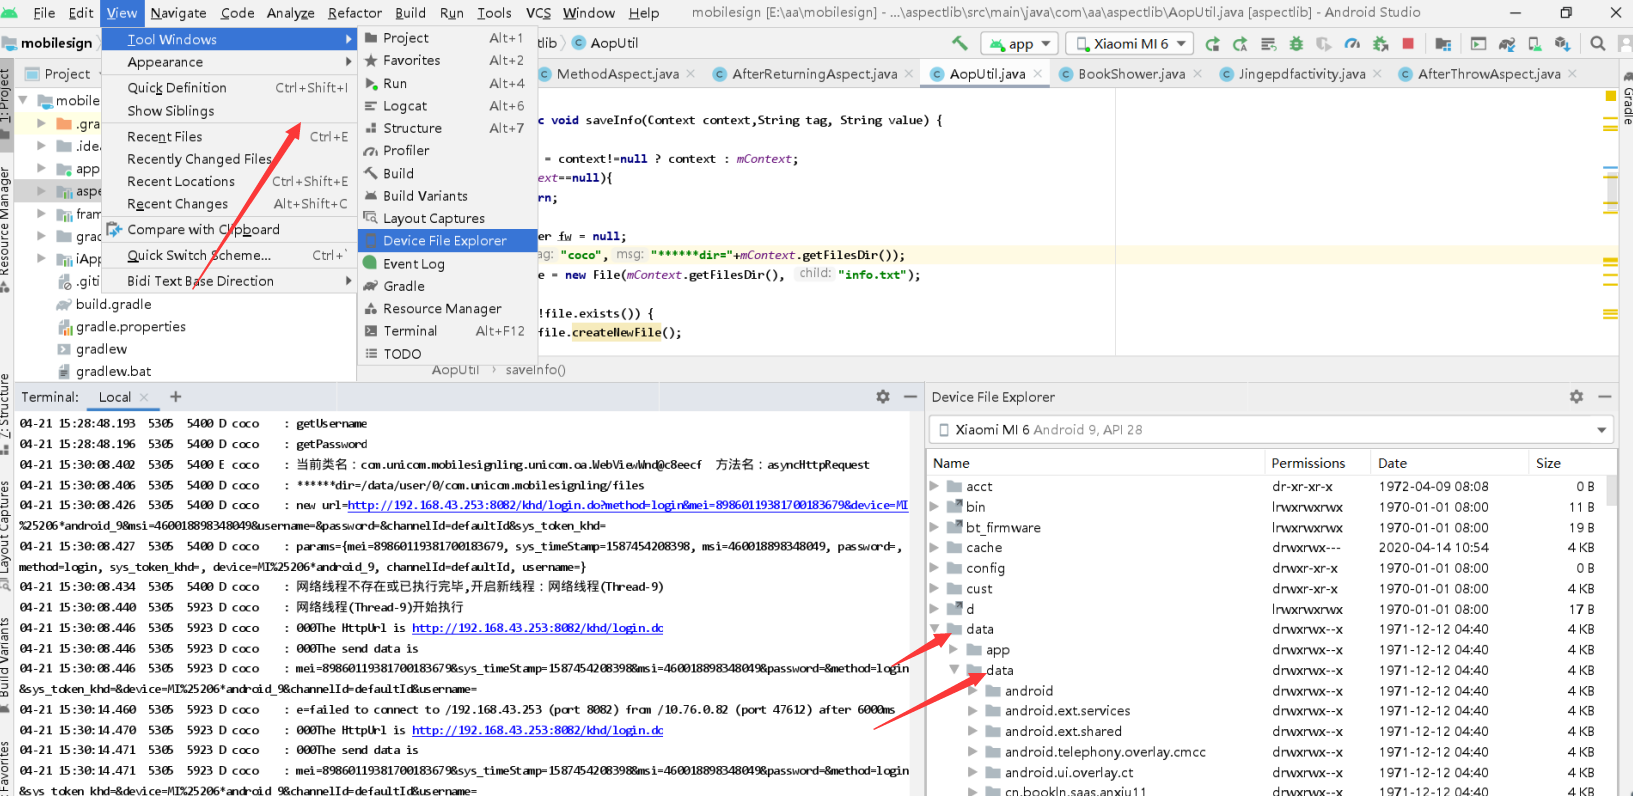 File Edit View Navigate Code Analyze Refactor Build Run Tools VCS Window Help mobilesign [E:\aa\mobilesign] - ...\aspectlib\src\main\java\com\aa\aspectlib\AopUtil.java [aspectlib] - Android Studio
mobilesign tlib AopUtil app Xiaomi MI 6
Project MethodAspect.java AfterReturningAspect.java AopUtil.java BookShower.java Jingepdfactivity.java AfterThrowAspect.java
1: Project
Resource Manager
Z: Structure
Layout Captures
Build Variants
Favorites
Gradle
mobile
.gra
.idea
app
aspe
fram
grad
iApp
.giti
build.gradle
gradle.properties
gradlew
gradlew.bat
Tool Windows
Appearance
Quick Definition Ctrl+Shift+I
Show Siblings
Recent Files Ctrl+E
Recently Changed Files
Recent Locations Ctrl+Shift+E
Recent Changes Alt+Shift+C
Compare with Clipboard
Quick Switch Scheme... Ctrl+`
Bidi Text Base Direction
Project Alt+1
Favorites Alt+2
Run Alt+4
Logcat Alt+6
Structure Alt+7
Profiler
Build
Build Variants
Layout Captures
Device File Explorer
Event Log
Gradle
Resource Manager
Terminal Alt+F12
TODO
c void saveInfo(Context context,String tag, String value) {
= context!=null ? context : mContext;
ext==null){
rn;
er fw = null;
ag: "coco", msg: "******dir="+mContext.getFilesDir());
e = new File(mContext.getFilesDir(), child: "info.txt");
!file.exists()) {
file.createNewFile();
AopUtil › saveInfo()
Terminal: Local × +
04-21 15:28:48.193 5305 5400 D coco : getUsername
04-21 15:28:48.196 5305 5400 D coco : getPassword
04-21 15:30:08.402 5305 5400 E coco : 当前类名：com.unicom.mobilesignling.unicom.oa.WebViewWnd@c8eecf 方法名：asyncHttpRequest
04-21 15:30:08.406 5305 5400 D coco : ******dir=/data/user/0/com.unicom.mobilesignling/files
04-21 15:30:08.426 5305 5400 D coco : new url=http://192.168.43.253:8082/khd/login.do?method=login&mei=89860119381700183679&device=MI
%25206*android_9&msi=460018898348049&username=&password=&channelId=defaultId&sys_token_khd=
04-21 15:30:08.427 5305 5400 D coco : params={mei=89860119381700183679, sys_timeStamp=1587454208398, msi=460018898348049, password=,
method=login, sys_token_khd=, device=MI%25206*android_9, channelId=defaultId, username=}
04-21 15:30:08.434 5305 5400 D coco : 网络线程不存在或已执行完毕,开启新线程：网络线程(Thread-9)
04-21 15:30:08.440 5305 5923 D coco : 网络线程(Thread-9)开始执行
04-21 15:30:08.446 5305 5923 D coco : 000The HttpUrl is http://192.168.43.253:8082/khd/login.do
04-21 15:30:08.446 5305 5923 D coco : 000The send data is
04-21 15:30:08.446 5305 5923 D coco : mei=89860119381700183679&sys_timeStamp=1587454208398&msi=460018898348049&password=&method=login
&sys_token_khd=&device=MI%25206*android_9&channelId=defaultId&username=
04-21 15:30:14.460 5305 5923 D coco : e=failed to connect to /192.168.43.253 (port 8082) from /10.76.0.82 (port 47612) after 6000ms
04-21 15:30:14.470 5305 5923 D coco : 000The HttpUrl is http://192.168.43.253:8082/khd/login.do
04-21 15:30:14.471 5305 5923 D coco : 000The send data is
04-21 15:30:14.471 5305 5923 D coco : mei=89860119381700183679&sys_timeStamp=1587454208398&msi=460018898348049&password=&method=login
&sys_token_khd=&device=MI%25206*android_9&channelId=defaultId&username=
Device File Explorer
Xiaomi MI 6 Android 9, API 28
Name Permissions Date Size
acct dr-xr-xr-x 1972-04-09 08:08 0 B
bin lrwxrwxrwx 1970-01-01 08:00 11 B
bt_firmware lrwxrwxrwx 1970-01-01 08:00 19 B
cache drwxrwx--- 2020-04-14 10:54 4 KB
config drwxr-xr-x 1970-01-01 08:00 0 B
cust drwxr-xr-x 1970-01-01 08:00 4 KB
d lrwxrwxrwx 1970-01-01 08:00 17 B
data drwxrwx--x 1971-12-12 04:40 4 KB
app drwxrwx--x 1971-12-12 04:40 4 KB
data drwxrwx--x 1971-12-12 04:40 4 KB
android drwxrwx--x 1971-12-12 04:40 4 KB
android.ext.services drwxrwx--x 1971-12-12 04:40 4 KB
android.ext.shared drwxrwx--x 1971-12-12 04:40 4 KB
android.telephony.overlay.cmcc drwxrwx--x 1971-12-12 04:40 4 KB
android.ui.overlay.ct drwxrwx--x 1971-12-12 04:40 4 KB
cn.bookln.saas.anxiu11 drwxrwx--x 1971-12-12 04:40 4 KB